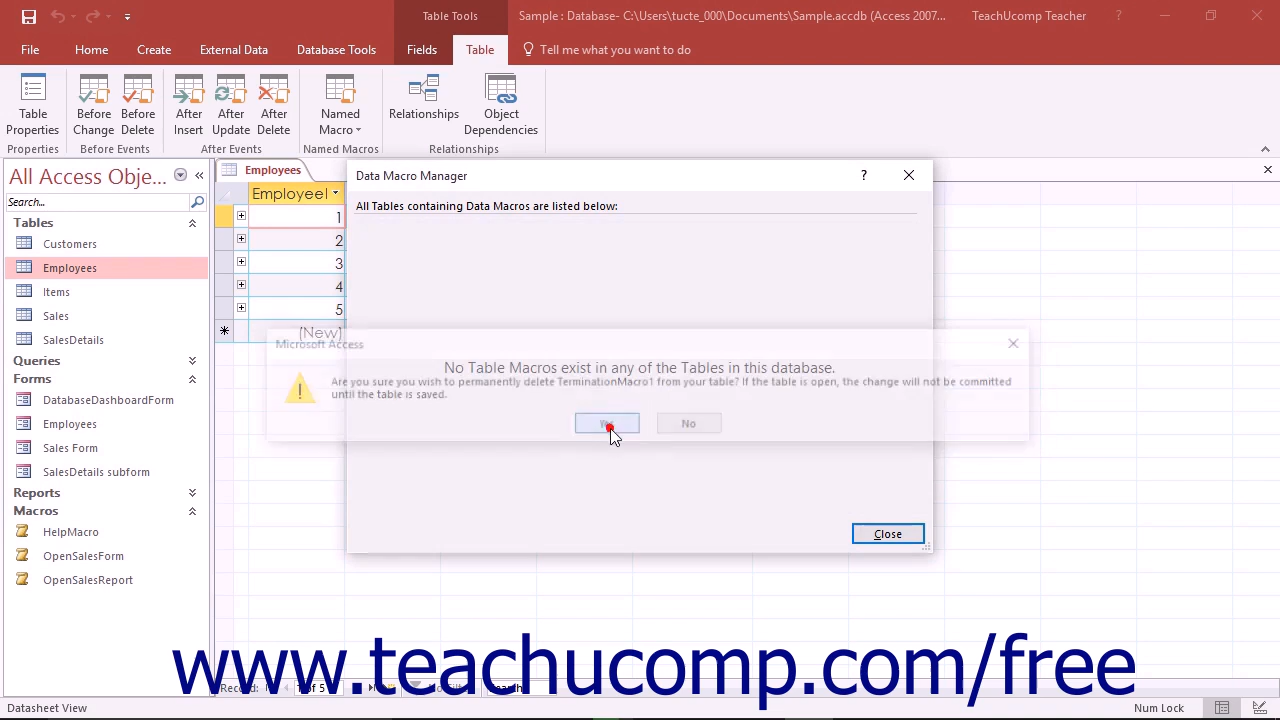 Table Tools
Sample : Database- C:\Users\tucte_000\Documents\Sample.accdb (Access 2007...
TeachUcomp Teacher
?
File
Home
Create
External Data
Database Tools
Fields
Table
Tell me what you want to do
Table Properties
Before Change
Before Delete
After Insert
After Update
After Delete
Named Macro
Relationships
Object Dependencies
Properties
Before Events
After Events
Named Macros
Relationships
All Access Obje...
Search...
Tables
Customers
Employees
Items
Sales
SalesDetails
Queries
Forms
DatabaseDashboardForm
Employees
Sales Form
SalesDetails subform
Reports
Macros
HelpMacro
OpenSalesForm
OpenSalesReport
Employees
EmployeeI
1
2
3
4
5
(New)
Data Macro Manager
?
All Tables containing Data Macros are listed below:
Microsoft Access
No Table Macros exist in any of the Tables in this database.
Are you sure you wish to permanently delete TerminationMacro1 from your table? If the table is open, the change will not be committed
until the table is saved.
No
Close
www.teachucomp.com/free
Record:
of 5
Search
Datasheet View
Num Lock